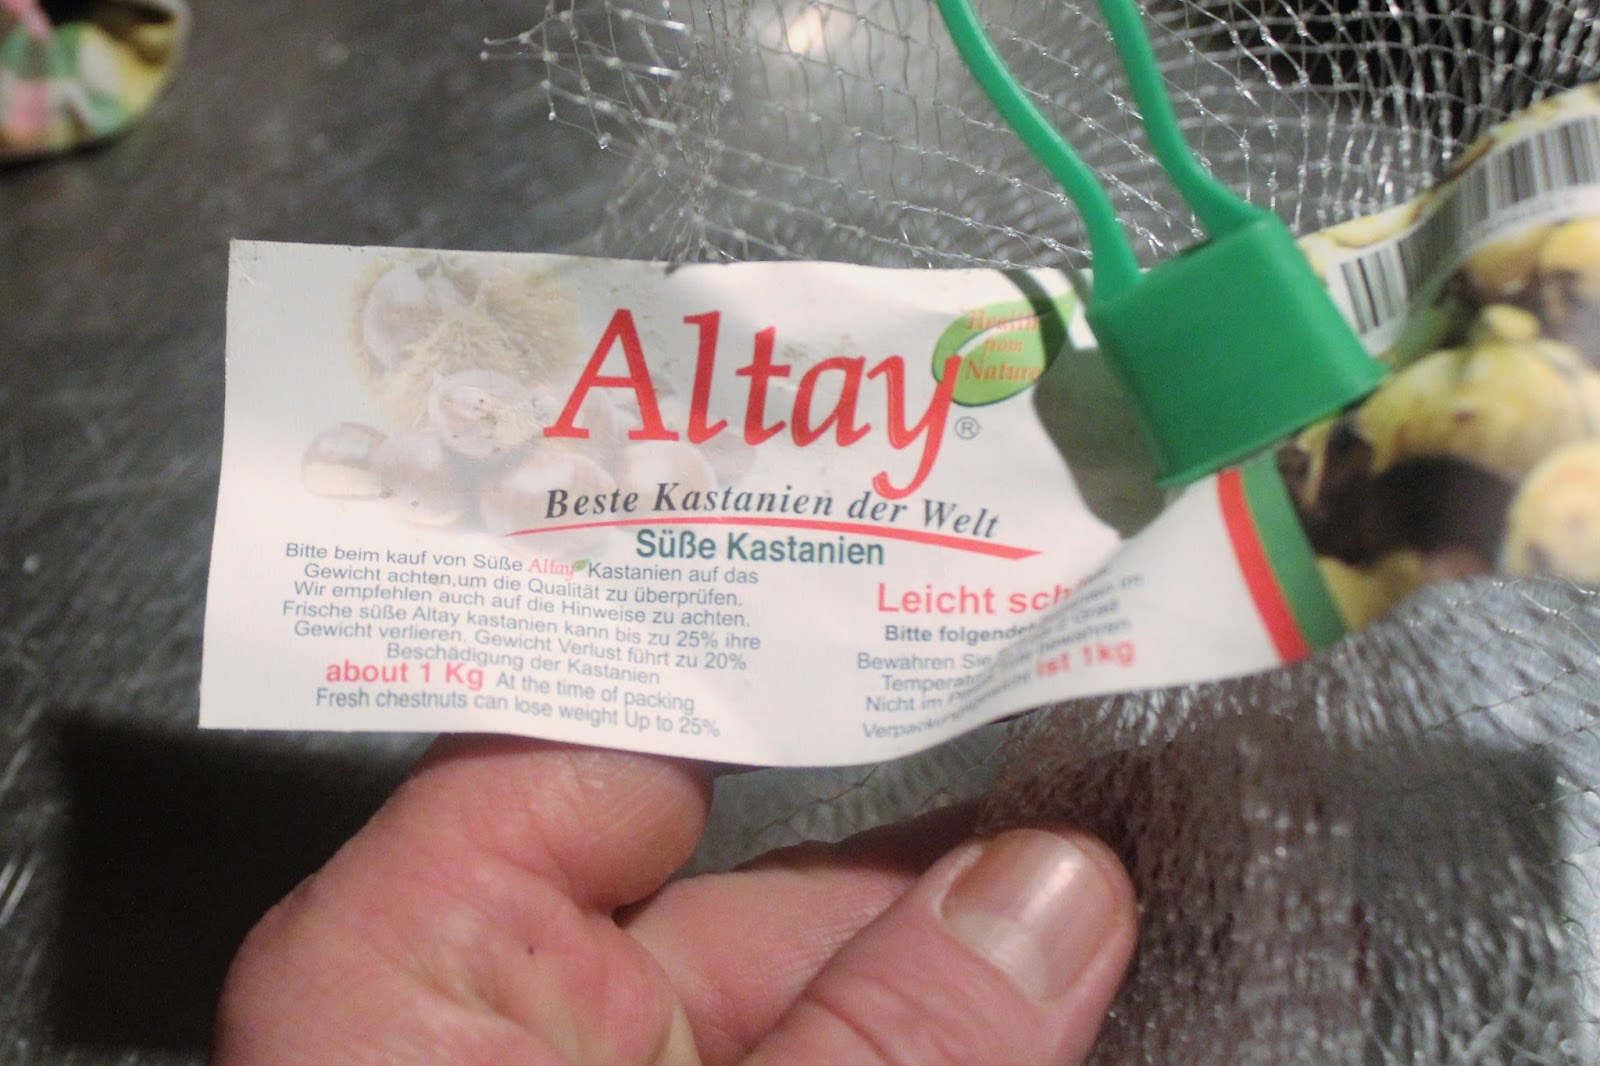 Altay
Health
from
Nature
®
Beste Kastanien der Welt
Süße Kastanien
Bitte beim kauf von Süße Altay Kastanien auf das
Gewicht achten,um die Qualität zu überprüfen.
Wir empfehlen auch auf die Hinweise zu achten.
Frische süße Altay kastanien kann bis zu 25% ihre
Gewicht verlieren. Gewicht Verlust führt zu 20%
Beschädigung der Kastanien
about 1 Kg At the time of packing
Fresh chestnuts can lose weight Up to 25%
Leicht
Bitte
Bewahren Sie
Nicht im
ist 1kg